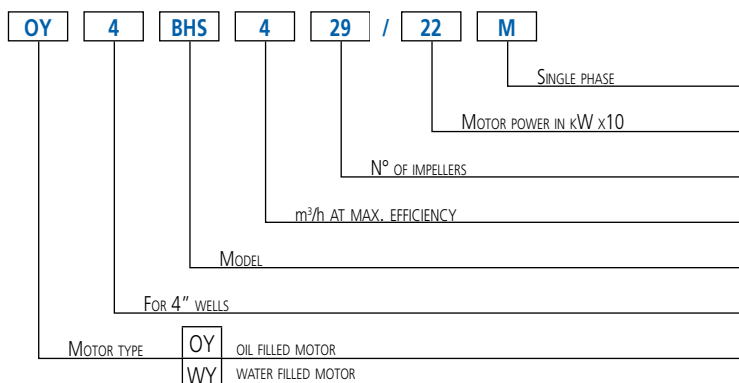 OY 4 BHS 4 29 / 22 M
Single phase
Motor power in kW x10
N° of impellers
m³/h at max. efficiency
Model
For 4" wells
Motor type OY oil filled motor
WY water filled motor